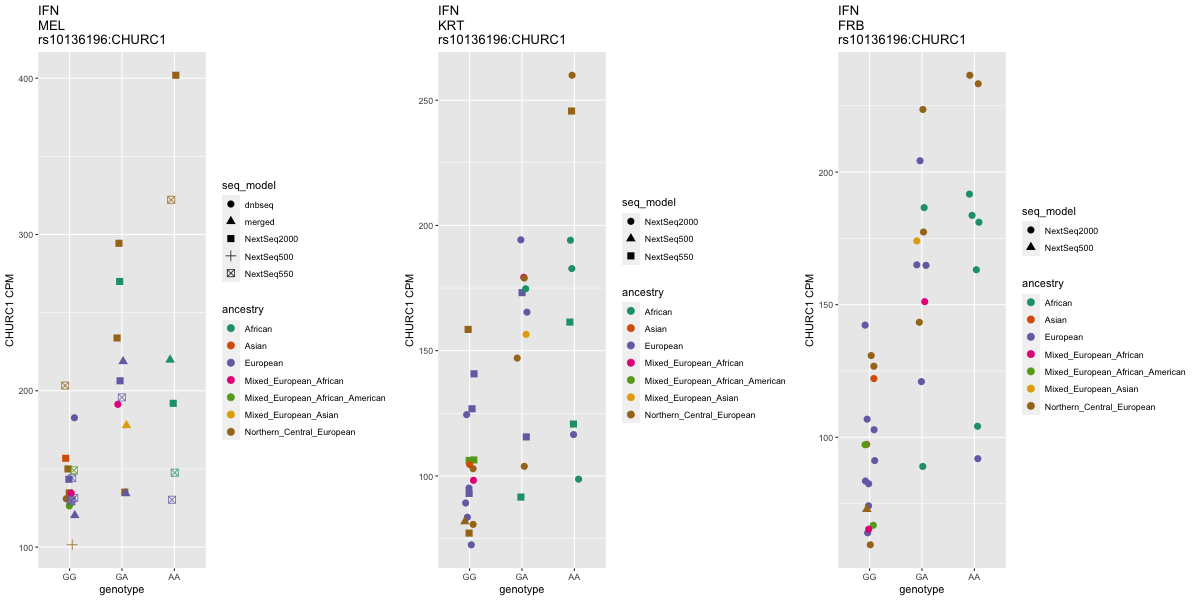 IFN
MEL
rs10136196:CHURC1
CHURC1 CPM
400
300
200
100
GG
GA
AA
genotype
seq_model
dnbseq
merged
NextSeq2000
NextSeq500
NextSeq550
ancestry
African
Asian
European
Mixed_European_African
Mixed_European_African_American
Mixed_European_Asian
Northern_Central_European
IFN
KRT
rs10136196:CHURC1
CHURC1 CPM
250
200
150
100
GG
GA
AA
genotype
seq_model
NextSeq2000
NextSeq500
NextSeq550
ancestry
African
Asian
European
Mixed_European_African
Mixed_European_African_American
Mixed_European_Asian
Northern_Central_European
IFN
FRB
rs10136196:CHURC1
CHURC1 CPM
200
150
100
GG
GA
AA
genotype
seq_model
NextSeq2000
NextSeq500
ancestry
African
Asian
European
Mixed_European_African
Mixed_European_African_American
Mixed_European_Asian
Northern_Central_European